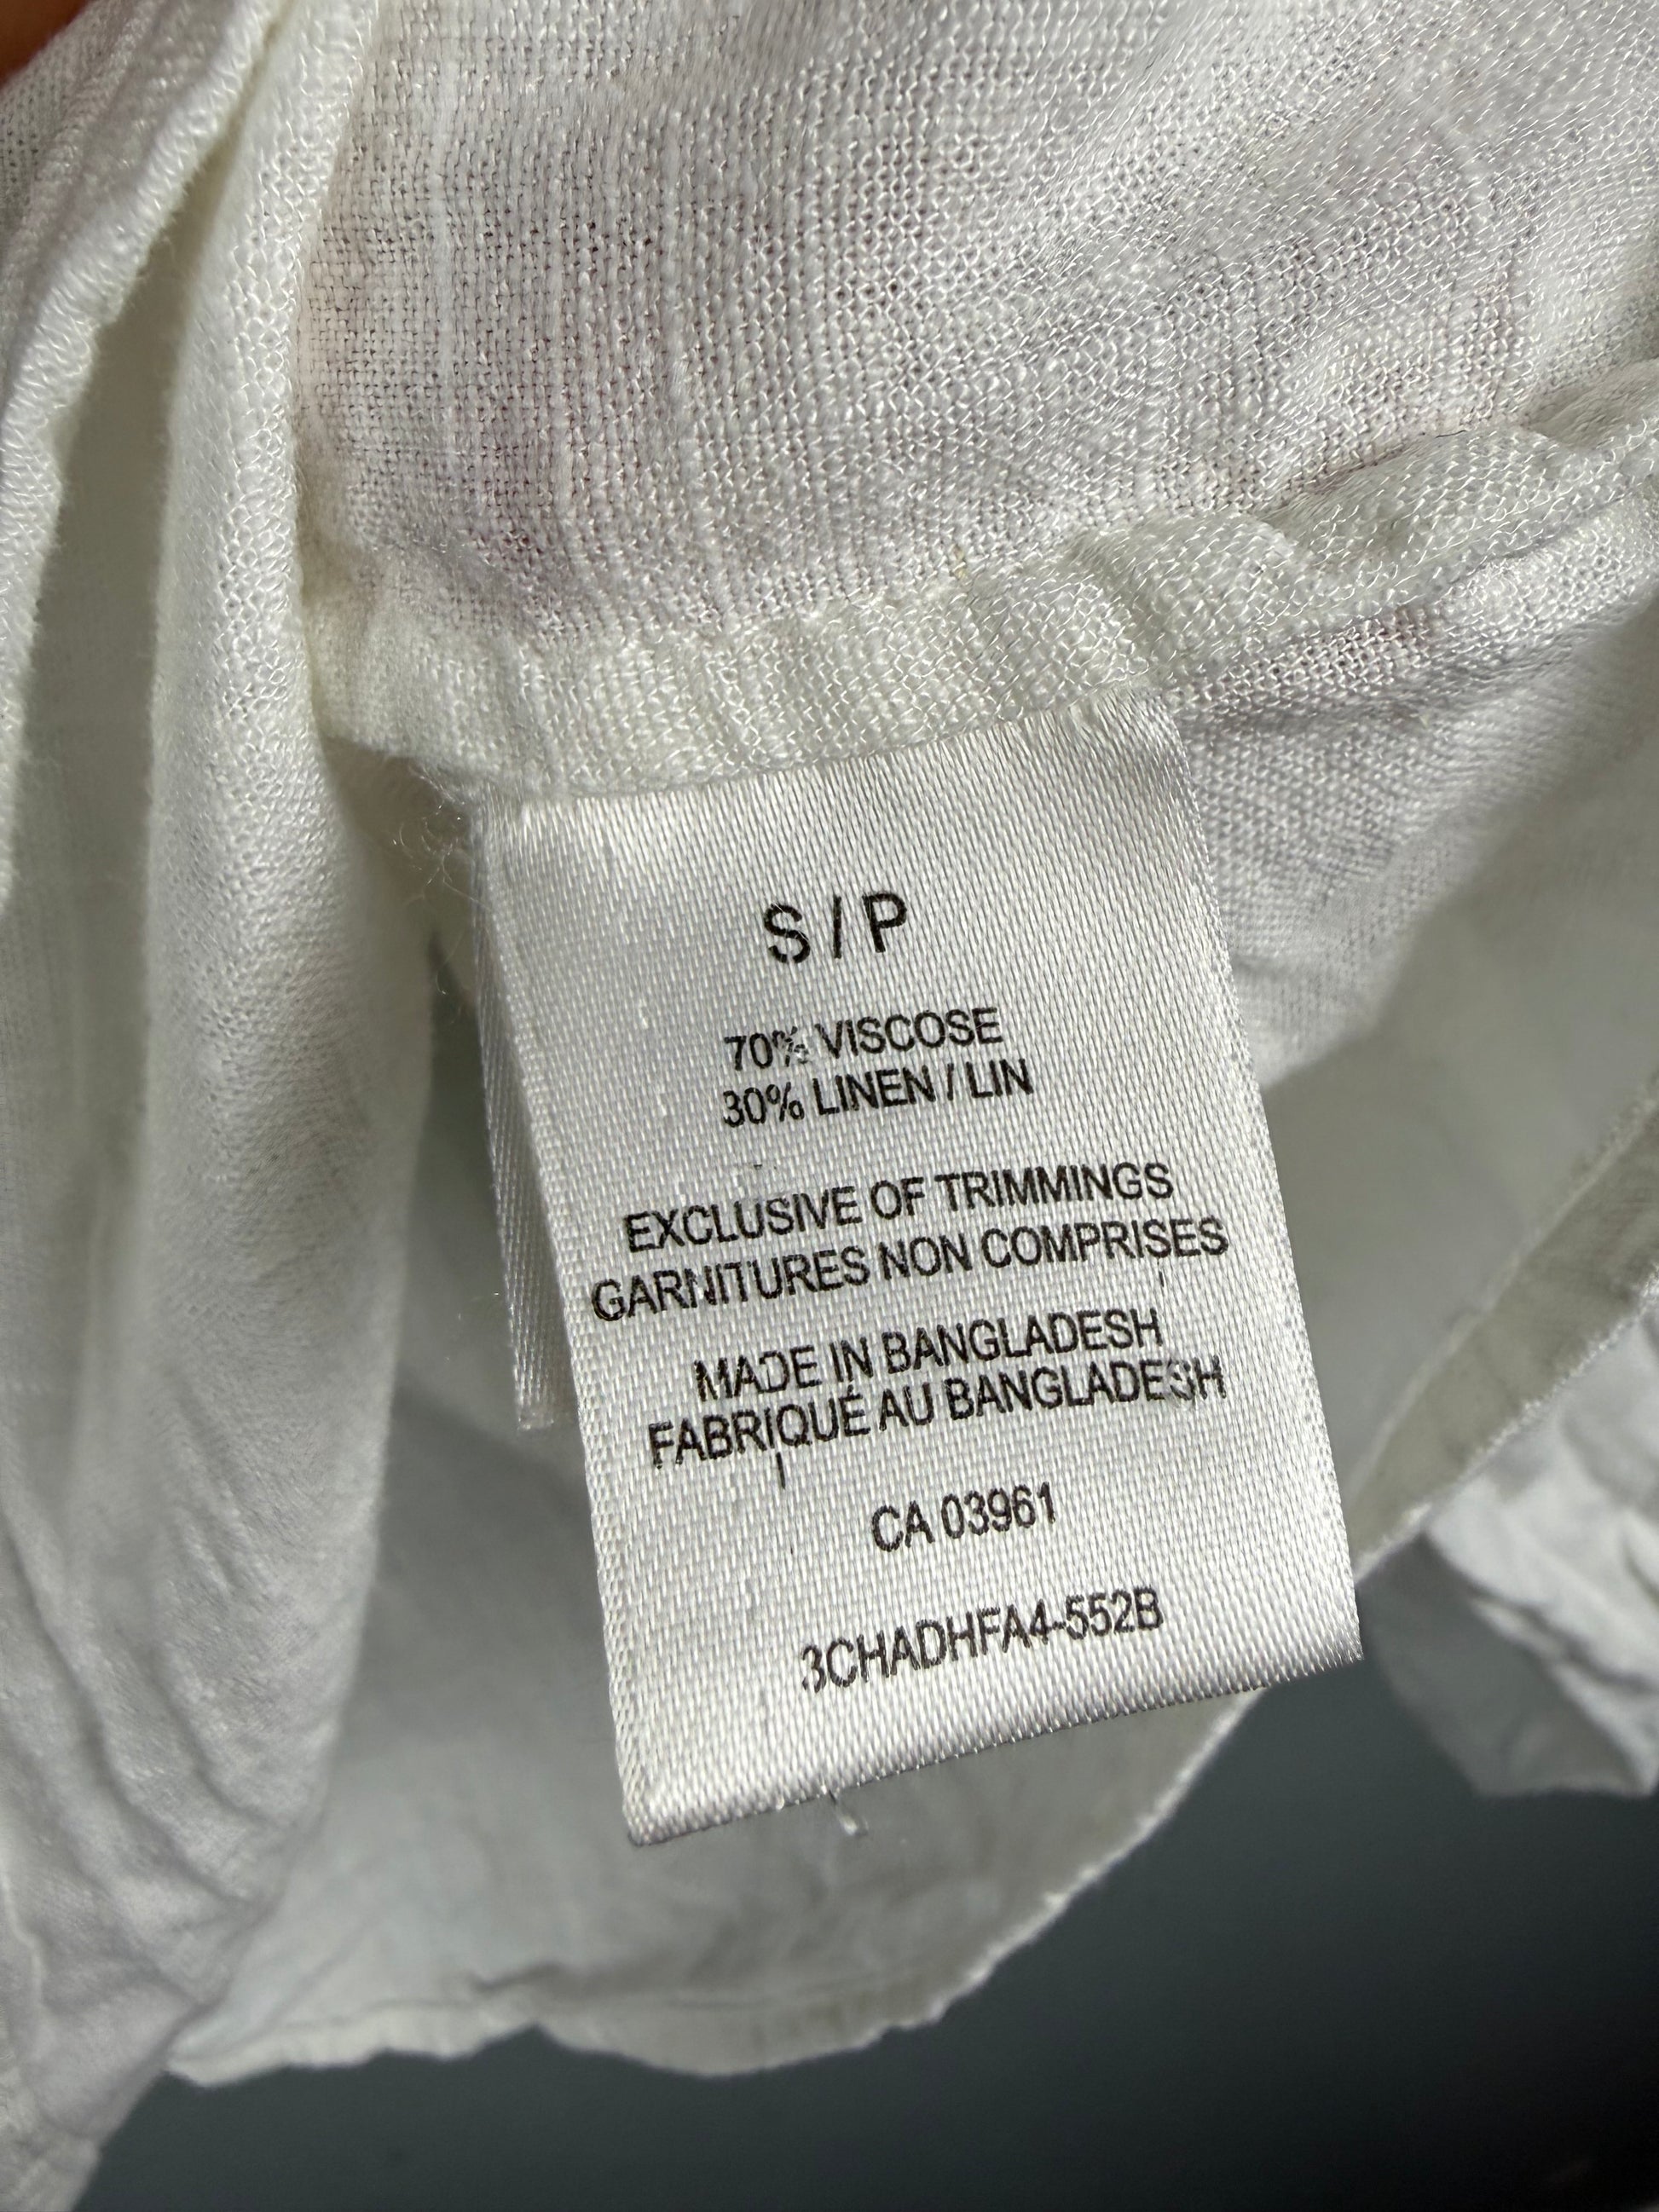 S / P
70% VISCOSE
30% LINEN / LIN
EXCLUSIVE OF TRIMMINGS
GARNITURES NON COMPRISES
MADE IN BANGLADESH
FABRIQUÉ AU BANGLADESH
CA 03961
3CHADHFA4-552B